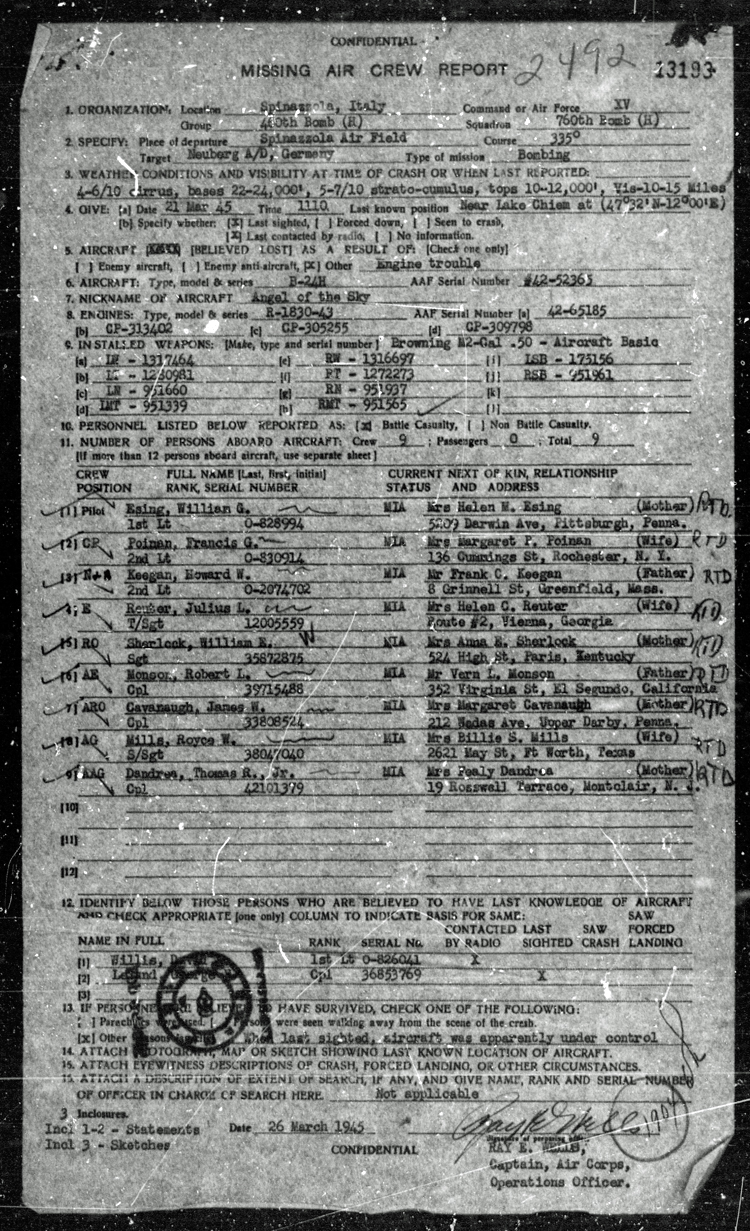 CONFIDENTIAL
MISSING AIR CREW REPORT 2492 13193
1. ORGANIZATION: Location Spinazzola, Italy Command or Air Force XV
Group 460th Bomb (H) Squadron 760th Bomb (H)
2. SPECIFY: Place of departure Spinazzola Air Field Course 335°
Target Neuberg A/D, Germany Type of mission Bombing
3. WEATHER CONDITIONS AND VISIBILITY AT TIME OF CRASH OR WHEN LAST REPORTED:
4-6/10 cirrus, bases 22-24,000', 5-7/10 strato-cumulus, tops 10-12,000', Vis-10-15 Miles
4. GIVE: [a] Date 21 Mar 45 Time 1110 Last known position Near Lake Chiem at (47°32'N-12°00'E)
[b] Specify whether: [X] Last sighted, [ ] Forced down, [ ] Seen to crash,
[X] Last contacted by radio, [ ] No Information.
5. AIRCRAFT [BELIEVED LOST] AS A RESULT OF: [Check one only]
[ ] Enemy aircraft, [ ] Enemy anti-aircraft, [X] Other Engine trouble
6. AIRCRAFT: Type, model & series B-24H AAF Serial Number #42-52365
7. NICKNAME OF AIRCRAFT Angel of the Sky
8. ENGINES: Type, model & series R-1830-43 AAF Serial Number [a] 42-65185
[b] CP-313402 [c] CP-305255 [d] CP-309798
9. INSTALLED WEAPONS: [Make, type and serial number] Browning M2-Cal .50 - Aircraft Basic
[a] 1317464 [e] RW - 1316697 [i] LSB - 175156
[b] 1280981 [f] FT - 1272273 [j] RSB - 951961
[c] LN - 951660 [g] RN - 951937 [k]
[d] LMT - 951339 [h] RMT - 951565 [l]
10. PERSONNEL LISTED BELOW REPORTED AS: [X] Battle Casualty, [ ] Non Battle Casualty.
11. NUMBER OF PERSONS ABOARD AIRCRAFT: Crew 9 ; Passengers 0 ; Total 9
[If more than 12 persons aboard aircraft, use separate sheet]
CREW FULL NAME [Last, first, initial] CURRENT NEXT OF KIN, RELATIONSHIP
POSITION RANK, SERIAL NUMBER STATUS AND ADDRESS
[1] Pilot Esing, William G. MIA Mrs Helen M. Esing (Mother) RTD
1st Lt O-828994 5209 Darwin Ave, Pittsburgh, Penna.
[2] CP Poinan, Francis G. MIA Mrs Margaret P. Poinan (Wife) RTD
2nd Lt O-830914 136 Cummings St, Rochester, N. Y.
[3] Keegan, Howard W. MIA Mr Frank C. Keegan (Father) RTD
2nd Lt O-2074702 8 Grinnell St, Greenfield, Mass.
4. E Reuter, Julius L. MIA Mrs Helen C. Reuter (Wife) RTD
T/Sgt 12005559 Route #2, Vienna, Georgia
[5] RO Sherlock, William E. MIA Mrs Anna E. Sherlock (Mother) RTD
Sgt 35872875 524 High St, Paris, Kentucky
[6] AE Monson, Robert L. MIA Mr Vern L. Monson (Father) RTD
Cpl 39715488 352 Virginia St, El Segundo, California
[7] ARO Cavanaugh, James W. MIA Mrs Margaret Cavanaugh (Mother) RTD
Cpl 33808524 212 Wadas Ave, Upper Darby, Penna.
[8] AG Mills, Royce W. MIA Mrs Billie S. Mills (Wife) RTD
S/Sgt 38047040 2621 May St, Ft Worth, Texas
[9] AAG Dandrea, Thomas R., Jr. MIA Mrs Pealy Dandrea (Mother) RTD
Cpl 42101379 19 Rosswell Terrace, Montclair, N. J.
[10]
[11]
[12]
12. IDENTIFY BELOW THOSE PERSONS WHO ARE BELIEVED TO HAVE LAST KNOWLEDGE OF AIRCRAFT
AND CHECK APPROPRIATE [one only] COLUMN TO INDICATE BASIS FOR SAME: SAW
CONTACTED LAST SAW FORCED
NAME IN FULL RANK SERIAL No. BY RADIO SIGHTED CRASH LANDING
[1] Willis, 1st Lt O-826041 X
[2] Cpl 36853769 X
[3]
13. IF HAVE SURVIVED, CHECK ONE OF THE FOLLOWING:
[ ] were seen walking away from the scene of the crash.
[X] Other When last sighted, aircraft was apparently under control
14. ATTACH PHOTOGRAPH, MAP OR SKETCH SHOWING LAST KNOWN LOCATION OF AIRCRAFT.
15. ATTACH EYEWITNESS DESCRIPTIONS OF CRASH, FORCED LANDING, OR OTHER CIRCUMSTANCES.
15. ATTACH A DESCRIPTION OF EXTENT OF SEARCH, IF ANY, AND GIVE NAME, RANK AND SERIAL NUMBER
OF OFFICER IN CHARGE OF SEARCH HERE Not applicable
3 Inclosures.
Incl 1-2 - Statements Date 26 March 1945 Ray E Wells
Incl 3 - Sketches
CONFIDENTIAL
RAY E. WELLS,
Captain, Air Corps,
Operations Officer.